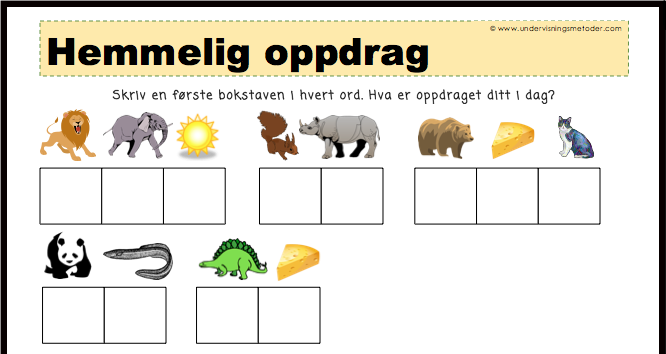 © www.undervisningsmetoder.com
Hemmelig oppdrag
Skriv en første bokstaven i hvert ord. Hva er oppdraget ditt i dag?